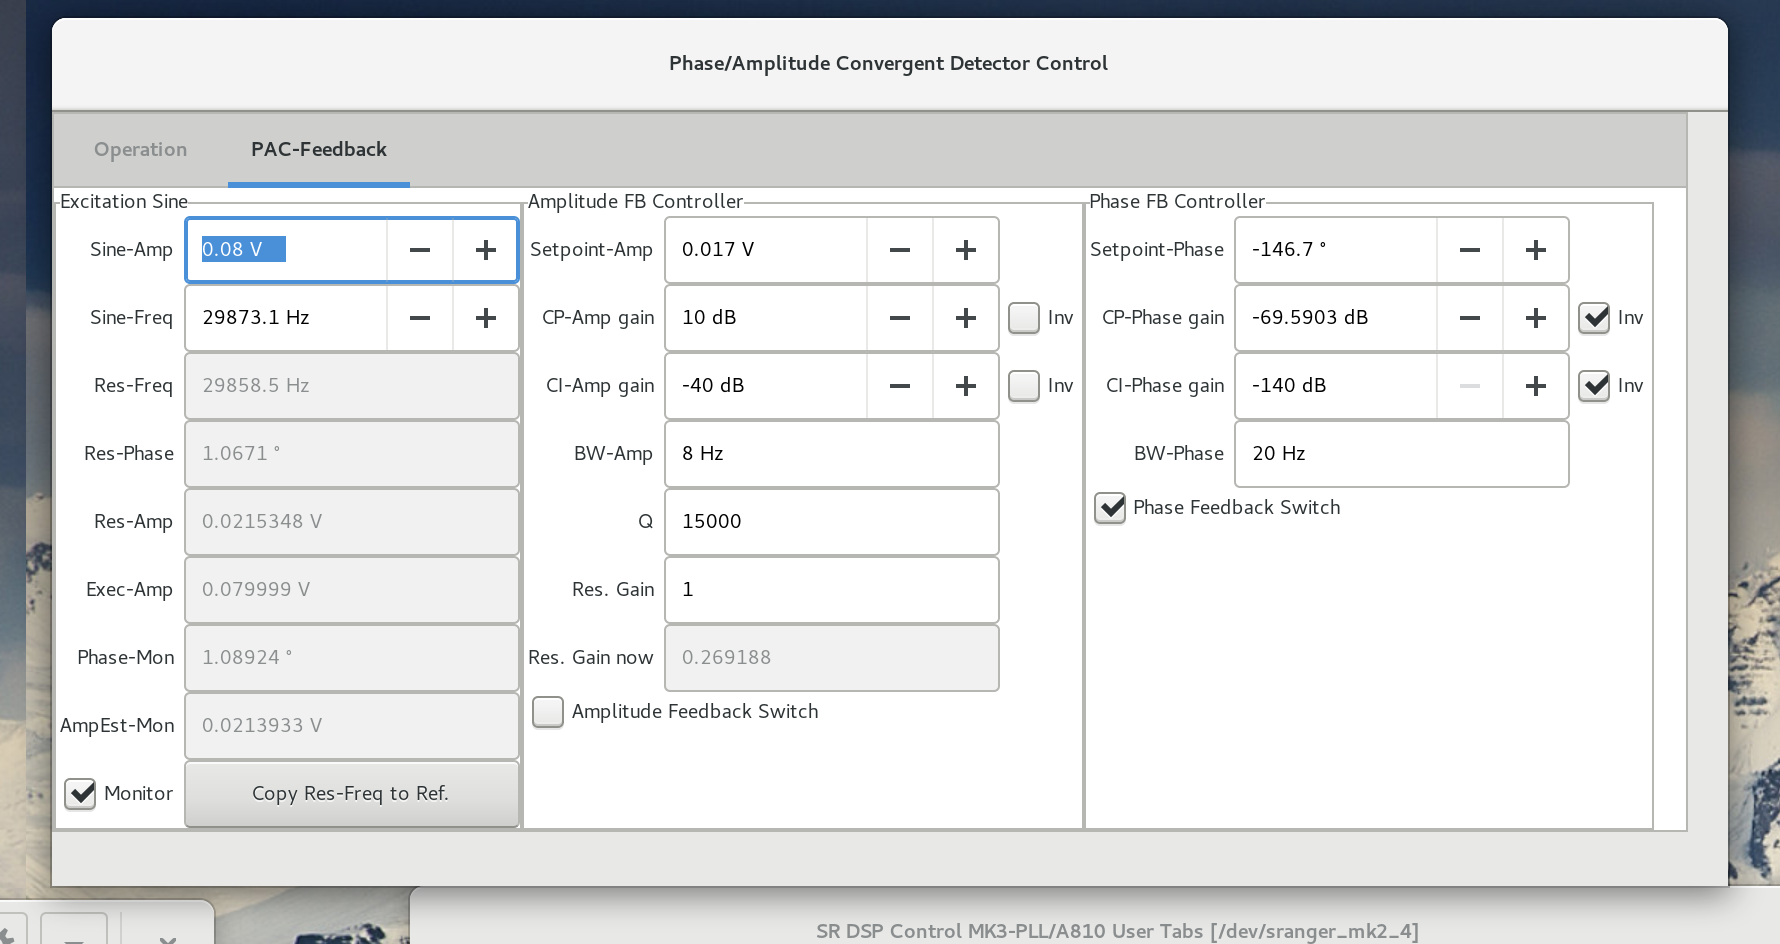 Phase/Amplitude Convergent Detector Control
Operation PAC-Feedback
Excitation Sine
Sine-Amp 0.08 V
Sine-Freq 29873.1 Hz
Res-Freq 29858.5 Hz
Res-Phase 1.0671 °
Res-Amp 0.0215348 V
Exec-Amp 0.079999 V
Phase-Mon 1.08924 °
AmpEst-Mon 0.0213933 V
Monitor Copy Res-Freq to Ref.
Amplitude FB Controller
Setpoint-Amp 0.017 V
CP-Amp gain 10 dB Inv
CI-Amp gain -40 dB Inv
BW-Amp 8 Hz
Q 15000
Res. Gain 1
Res. Gain now 0.269188
Amplitude Feedback Switch
Phase FB Controller
Setpoint-Phase -146.7 °
CP-Phase gain -69.5903 dB Inv
CI-Phase gain -140 dB Inv
BW-Phase 20 Hz
Phase Feedback Switch
SR DSP Control MK3-PLL/A810 User Tabs [/dev/sranger_mk2_4]